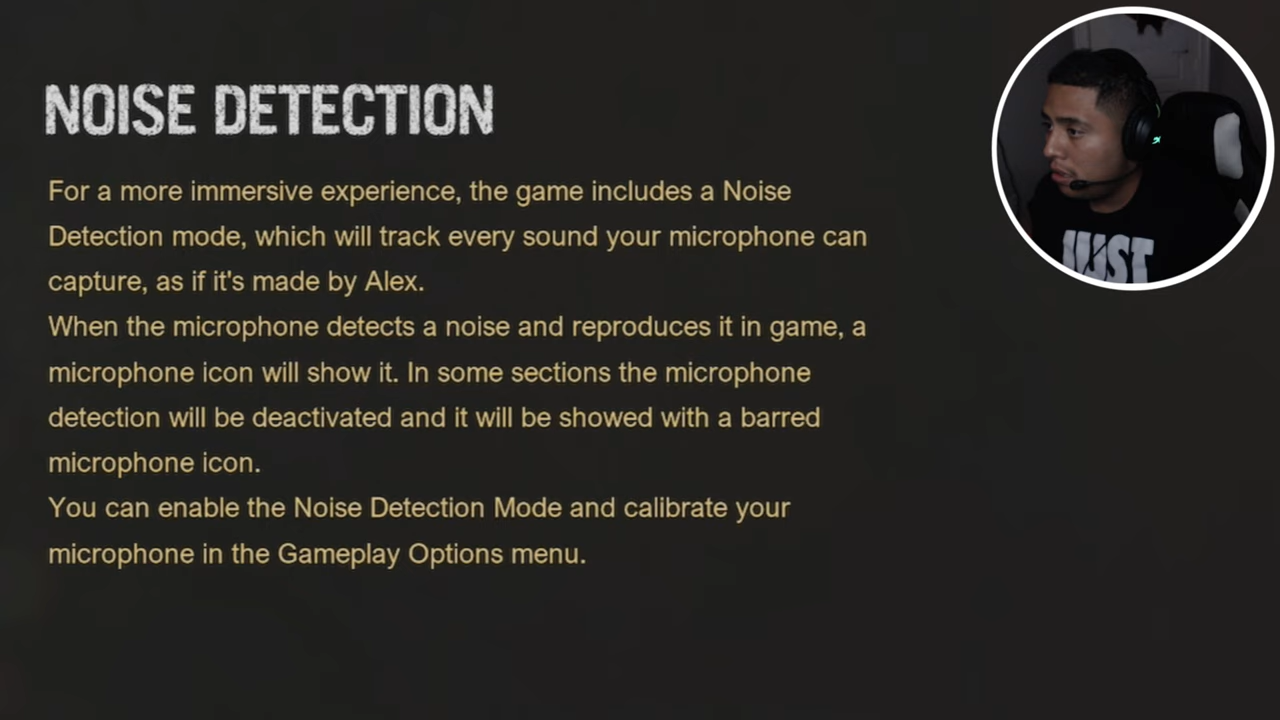 NOISE DETECTION
For a more immersive experience, the game includes a Noise
Detection mode, which will track every sound your microphone can
capture, as if it's made by Alex.
When the microphone detects a noise and reproduces it in game, a
microphone icon will show it. In some sections the microphone
detection will be deactivated and it will be showed with a barred
microphone icon.
You can enable the Noise Detection Mode and calibrate your
microphone in the Gameplay Options menu.
JUST